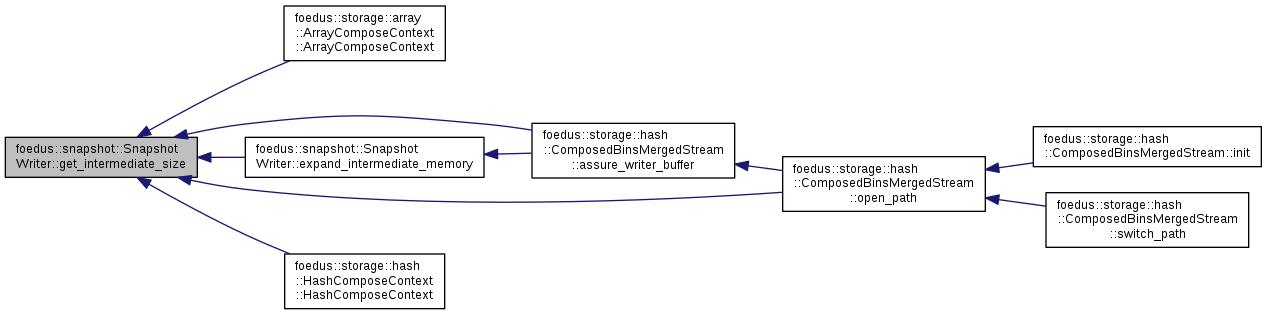 foedus::storage::array
::ArrayComposeContext
::ArrayComposeContext
foedus::snapshot::Snapshot
Writer::get_intermediate_size
foedus::snapshot::Snapshot
Writer::expand_intermediate_memory
foedus::storage::hash
::ComposedBinsMergedStream
::assure_writer_buffer
foedus::storage::hash
::ComposedBinsMergedStream
::open_path
foedus::storage::hash
::ComposedBinsMergedStream::init
foedus::storage::hash
::ComposedBinsMergedStream
::switch_path
foedus::storage::hash
::HashComposeContext
::HashComposeContext